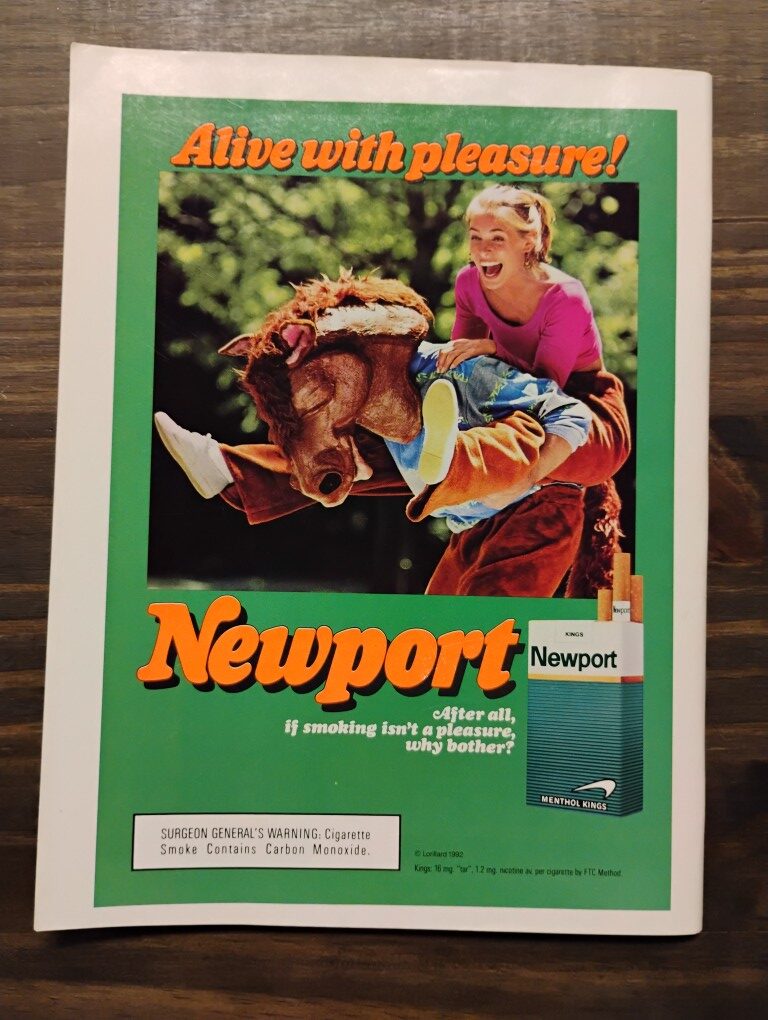 Alive with pleasure!
Newport
KINGS
Newport
Newport
MENTHOL KINGS
After all,
if smoking isn't a pleasure,
why bother?
SURGEON GENERAL'S WARNING: Cigarette
Smoke Contains Carbon Monoxide.
© Lorillard 1992
Kings: 16 mg. "tar", 1.2 mg. nicotine av. per cigarette by FTC Method.